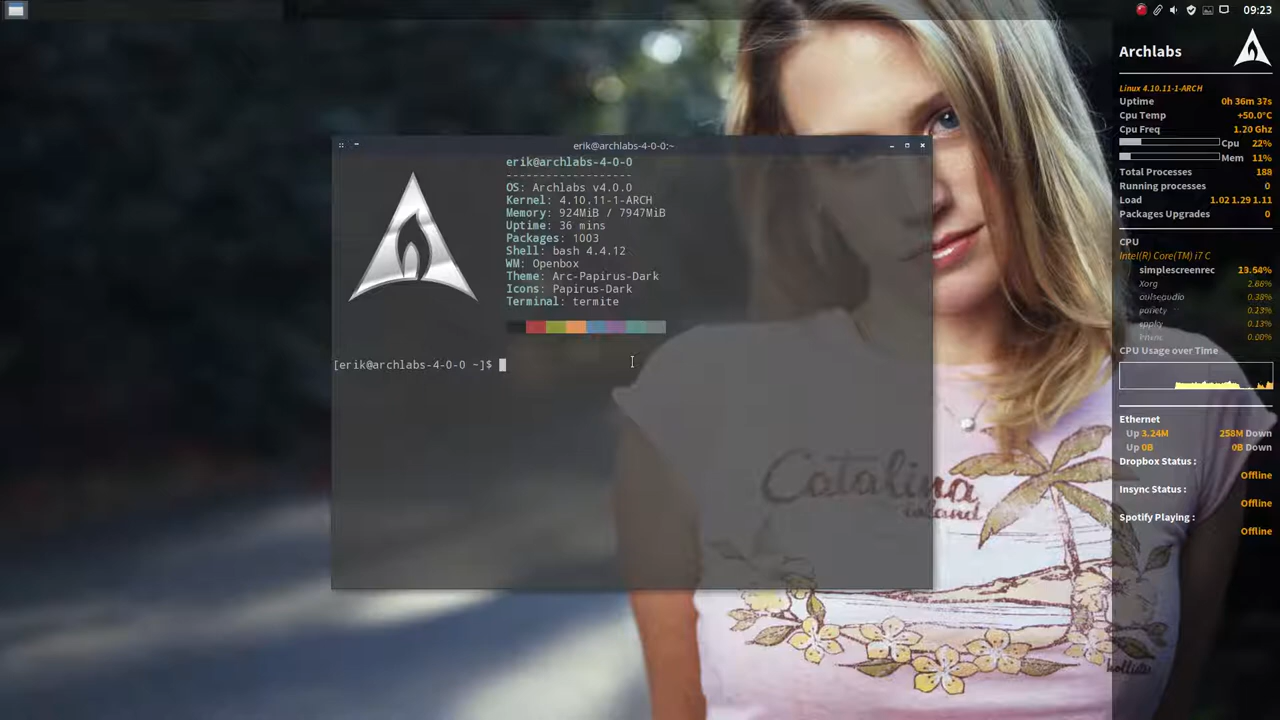 09:23
erik@archlabs-4-0-0:~
erik@archlabs-4-0-0
-------------------
OS: Archlabs v4.0.0
Kernel: 4.10.11-1-ARCH
Memory: 924MiB / 7947MiB
Uptime: 36 mins
Packages: 1003
Shell: bash 4.4.12
WM: Openbox
Theme: Arc-Papirus-Dark
Icons: Papirus-Dark
Terminal: termite
[erik@archlabs-4-0-0 ~]$
Catalina
island
Archlabs
Linux 4.10.11-1-ARCH
Uptime 0h 36m 37s
Cpu Temp +50.0°C
Cpu Freq 1.20 Ghz
Cpu 22%
Mem 11%
Total Processes 188
Running processes 0
Load 1.02 1.29 1.11
Packages Upgrades 0
CPU
Intel(R) Core(TM) i7 C
simplescreenrec 13.64%
Xorg 2.86%
pulseaudio 0.38%
variety 0.23%
0.13%
0.00%
CPU Usage over Time
Ethernet
Up 3.24M 258M Down
Up 0B 0B Down
Dropbox Status :
Offline
Insync Status :
Offline
Spotify Playing :
Offline